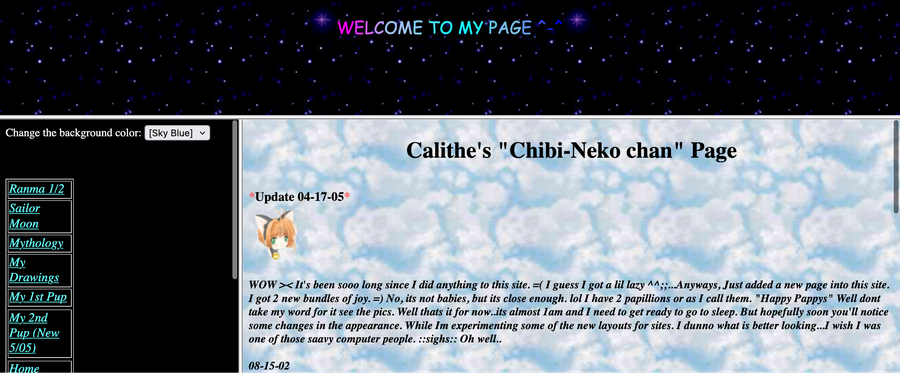 WELCOME TO MY PAGE ^-^
Change the background color: [Sky Blue]
Ranma 1/2
Sailor
Moon
Mythology
My
Drawings
My 1st Pup
My 2nd
Pup (New
5/05)
Home
Calithe's "Chibi-Neko chan" Page
*Update 04-17-05*
WOW >< It's been sooo long since I did anything to this site. =( I guess I got a lil lazy ^^;;..Anyways, Just added a new page into this site.
I got 2 new bundles of joy. =) No, its not babies, but its close enough. lol I have 2 papillions or as I call them. "Happy Pappys" Well dont
take my word for it see the pics. Well thats it for now..its almost 1am and I need to get ready to go to sleep. But hopefully soon you'll notice
some changes in the appearance. While Im experimenting some of the new layouts for sites. I dunno what is better looking...I wish I was
one of those saavy computer people. ::sighs:: Oh well..
08-15-02